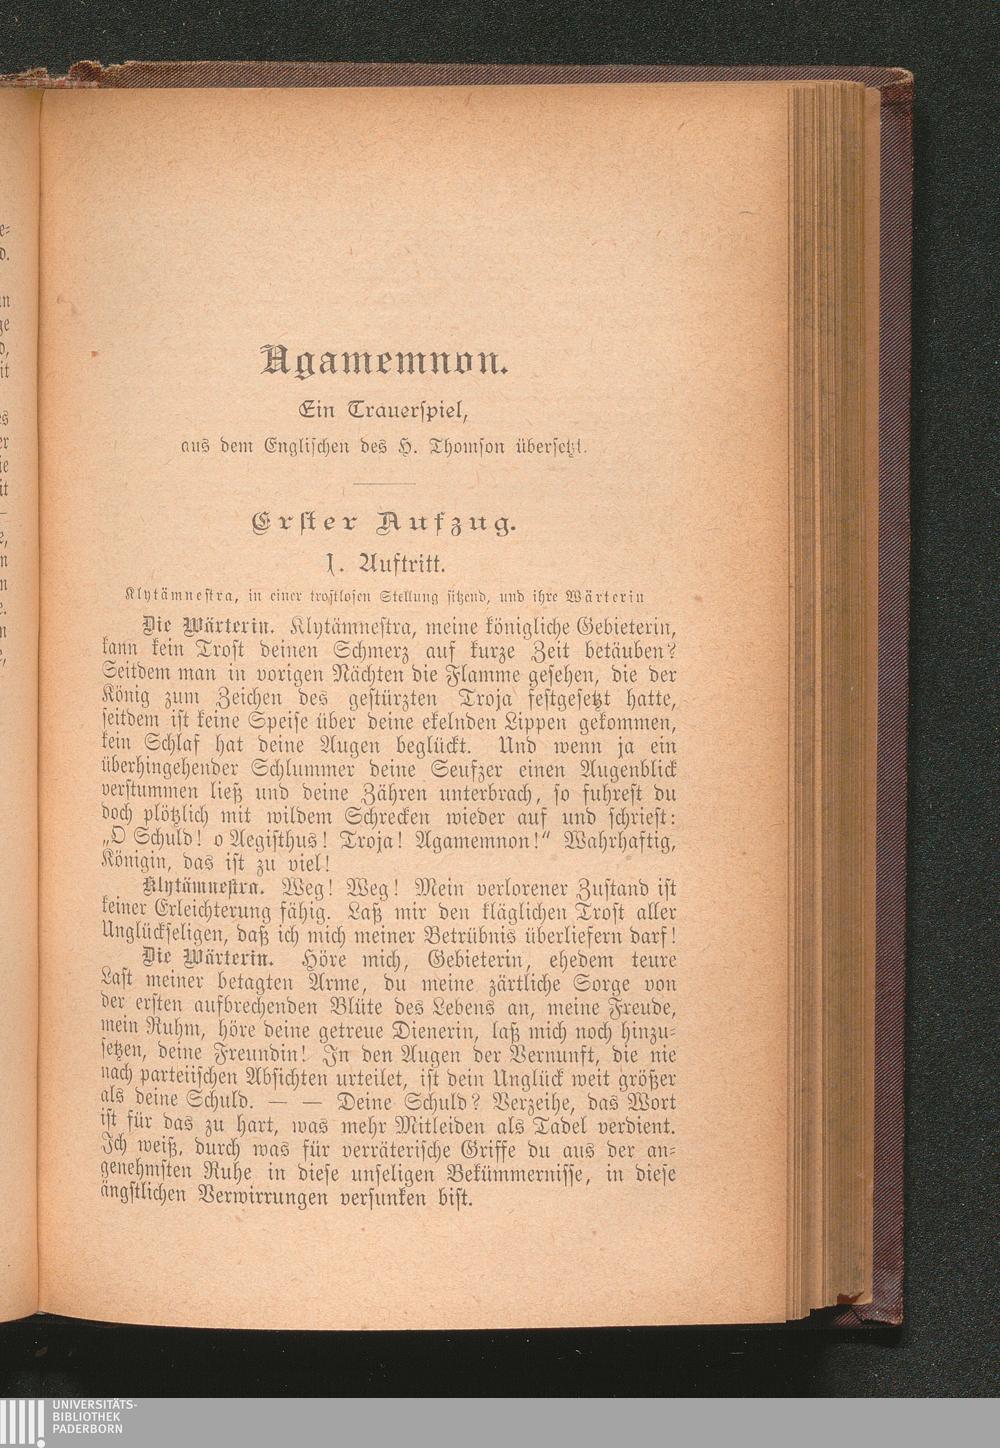 e-
d.
in
ge
d,
it
es
er
ie
it
—
e,
n
n
e.
n
Agamemnon.
Ein Trauerspiel,
aus dem Englischen des H. Thomson übersetzt.
Erster Aufzug.
1. Auftritt.
Klytämnestra, in einer trostlosen Stellung sitzend, und ihre Wärterin
Die Wärterin. Klytämnestra, meine königliche Gebieterin,
kann kein Trost deinen Schmerz auf kurze Zeit betäuben?
Seitdem man in vorigen Nächten die Flamme gesehen, die der
König zum Zeichen des gestürzten Troja festgesetzt hatte,
seitdem ist keine Speise über deine ekelnden Lippen gekommen,
kein Schlaf hat deine Augen beglückt. Und wenn ja ein
überhingehender Schlummer deine Seufzer einen Augenblick
verstummen ließ und deine Zähren unterbrach, so fuhrest du
doch plötzlich mit wildem Schrecken wieder auf und schriest:
„O Schuld! o Aegisthus! Troja! Agamemnon!“ Wahrhaftig,
Königin, das ist zu viel!
Klytämnestra. Weg! Weg! Mein verlorener Zustand ist
keiner Erleichterung fähig. Laß mir den kläglichen Trost aller
Unglückseligen, daß ich mich meiner Betrübnis überliefern darf!
Die Wärterin. Höre mich, Gebieterin, ehedem teure
Last meiner betagten Arme, du meine zärtliche Sorge von
der ersten aufbrechenden Blüte des Lebens an, meine Freude,
mein Ruhm, höre deine getreue Dienerin, laß mich noch hinzu-
setzen, deine Freundin! In den Augen der Vernunft, die nie
nach parteiischen Absichten urteilet, ist dein Unglück weit größer
als deine Schuld. — — Deine Schuld? Verzeihe, das Wort
ist für das zu hart, was mehr Mitleiden als Tadel verdient.
Ich weiß, durch was für verräterische Griffe du aus der an-
genehmsten Ruhe in diese unseligen Bekümmernisse, in diese
ängstlichen Verwirrungen versunken bist.
UNIVERSITÄTS-
BIBLIOTHEK
PADERBORN